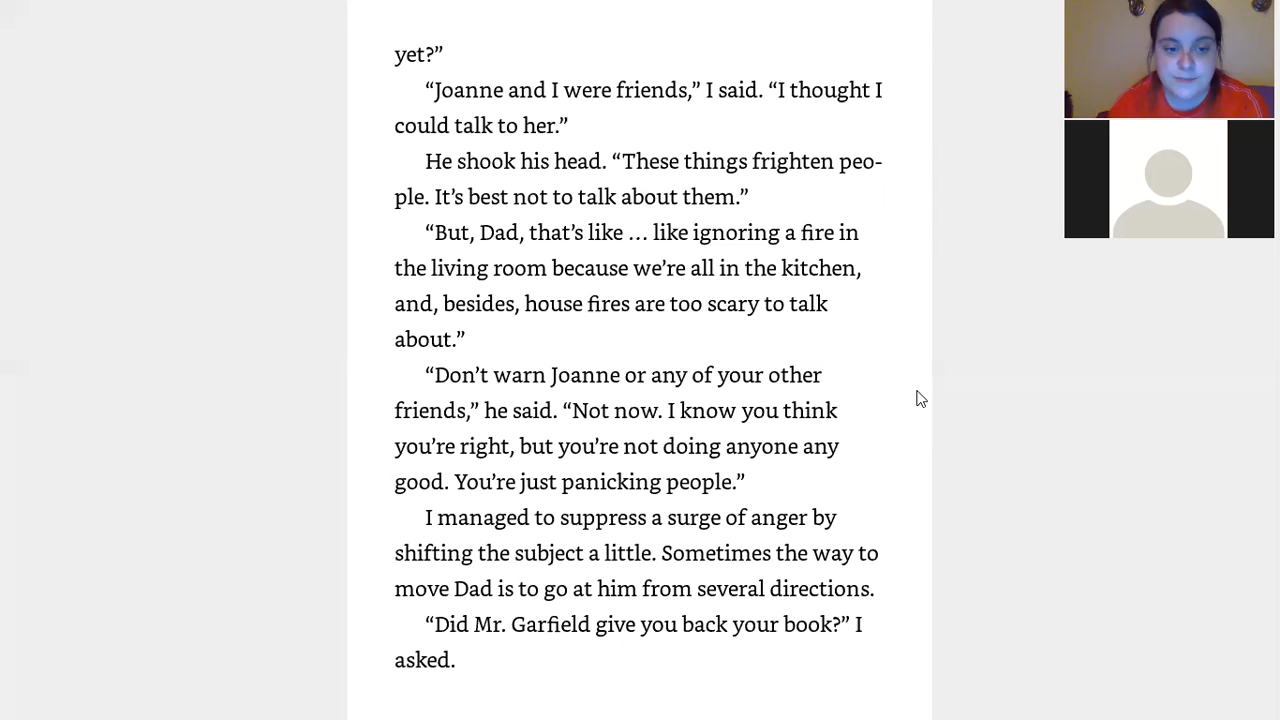 yet?”
“Joanne and I were friends,” I said. “I thought I
could talk to her.”
He shook his head. “These things frighten peo-
ple. It’s best not to talk about them.”
“But, Dad, that’s like … like ignoring a fire in
the living room because we’re all in the kitchen,
and, besides, house fires are too scary to talk
about.”
“Don’t warn Joanne or any of your other
friends,” he said. “Not now. I know you think
you’re right, but you’re not doing anyone any
good. You’re just panicking people.”
I managed to suppress a surge of anger by
shifting the subject a little. Sometimes the way to
move Dad is to go at him from several directions.
“Did Mr. Garfield give you back your book?” I
asked.